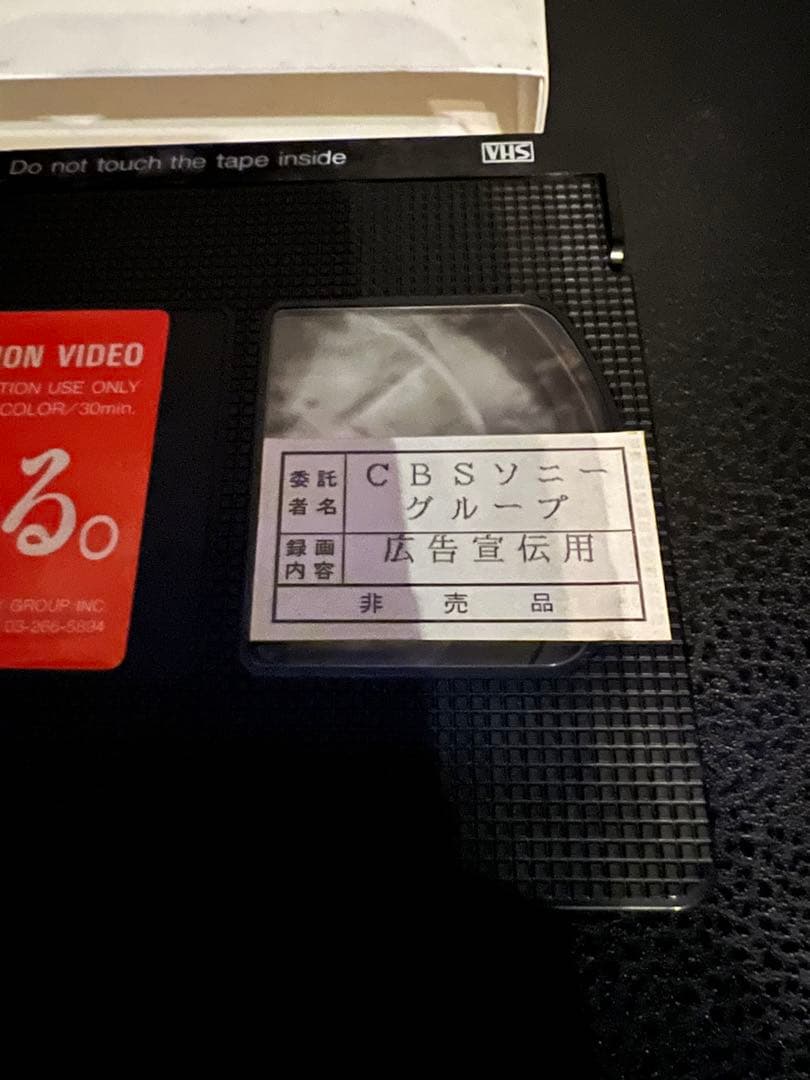 Do not touch the tape inside
VHS
ION VIDEO
TION USE ONLY
COLOR/30min.
る。
GROUP INC.
03-266-5894
委託者名
CBSソニー
グループ
録画内容
広告宣伝用
非売品